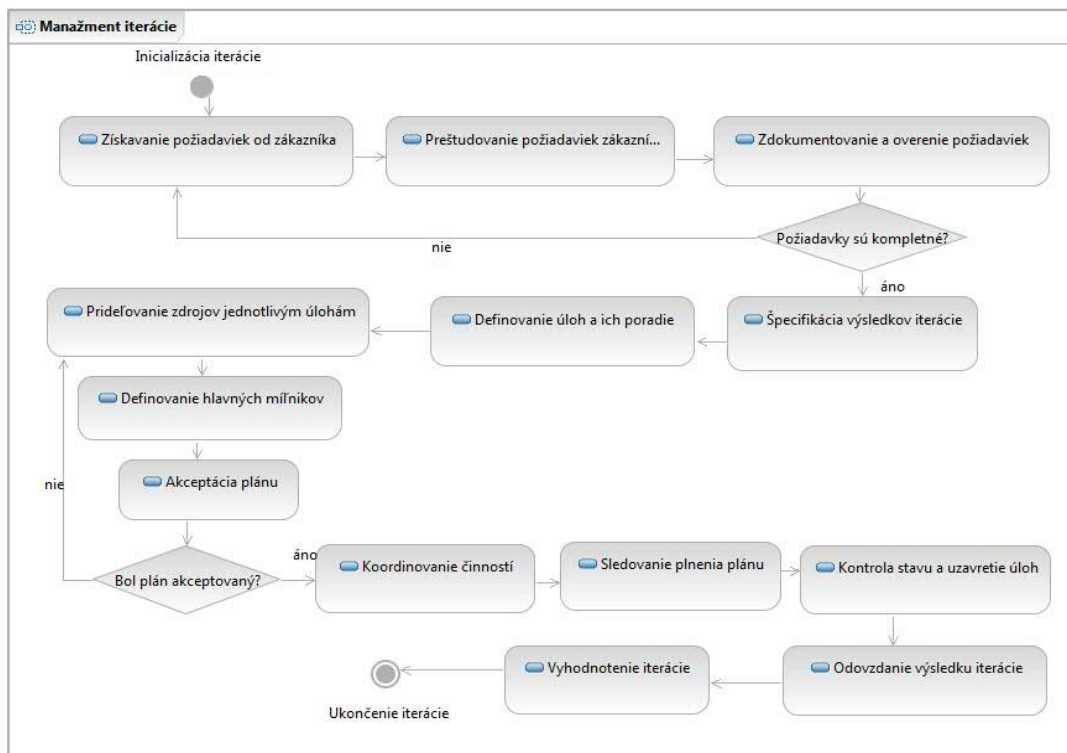 Manažment iterácie
Inicializácia iterácie
Získavanie požiadaviek od zákazníka
Preštudovanie požiadaviek zákazní...
Zdokumentovanie a overenie požiadaviek
Požiadavky sú kompletné?
nie
áno
Špecifikácia výsledkov iterácie
Definovanie úloh a ich poradie
Prideľovanie zdrojov jednotlivým úlohám
Definovanie hlavných míľnikov
Akceptácia plánu
Bol plán akceptovaný?
nie
áno
Koordinovanie činností
Sledovanie plnenia plánu
Kontrola stavu a uzavretie úloh
Odovzdanie výsledku iterácie
Vyhodnotenie iterácie
Ukončenie iterácie